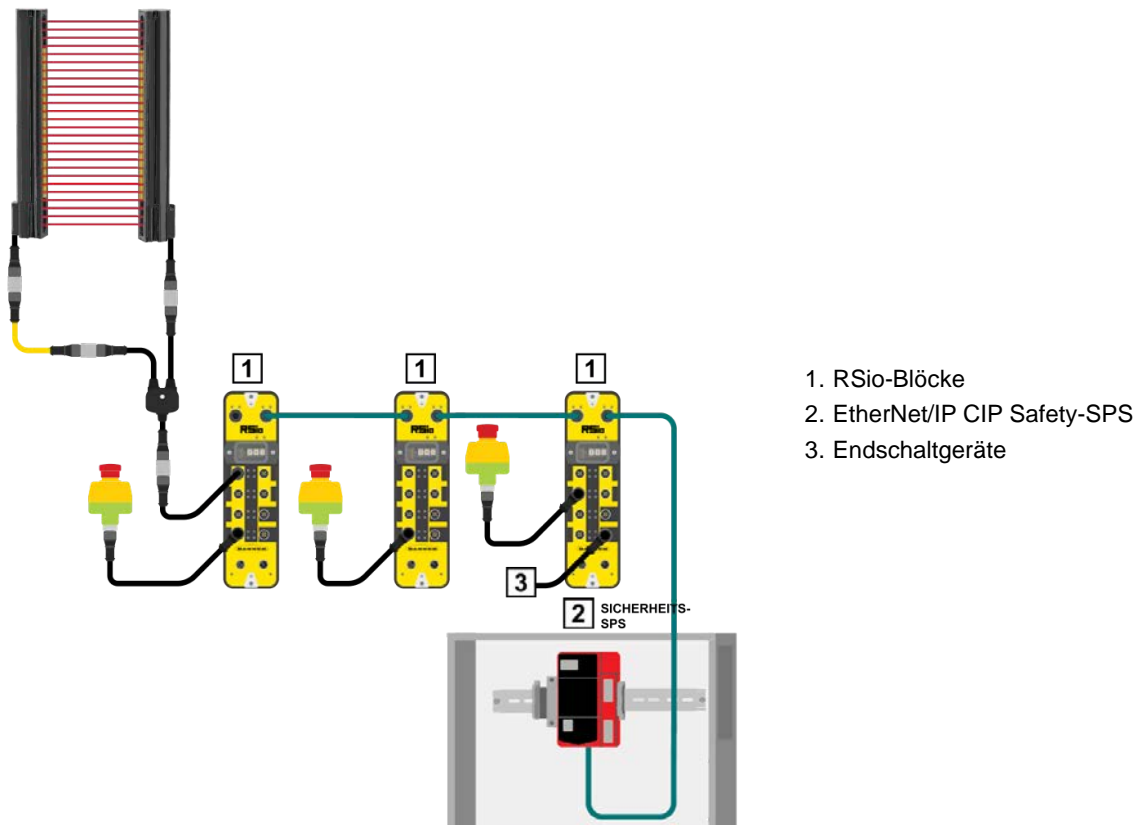 1
1
1
RSio
RSio
RSio
1. RSio-Blöcke
2. EtherNet/IP CIP Safety-SPS
3. Endschaltgeräte
3
2 SICHERHEITS-
SPS